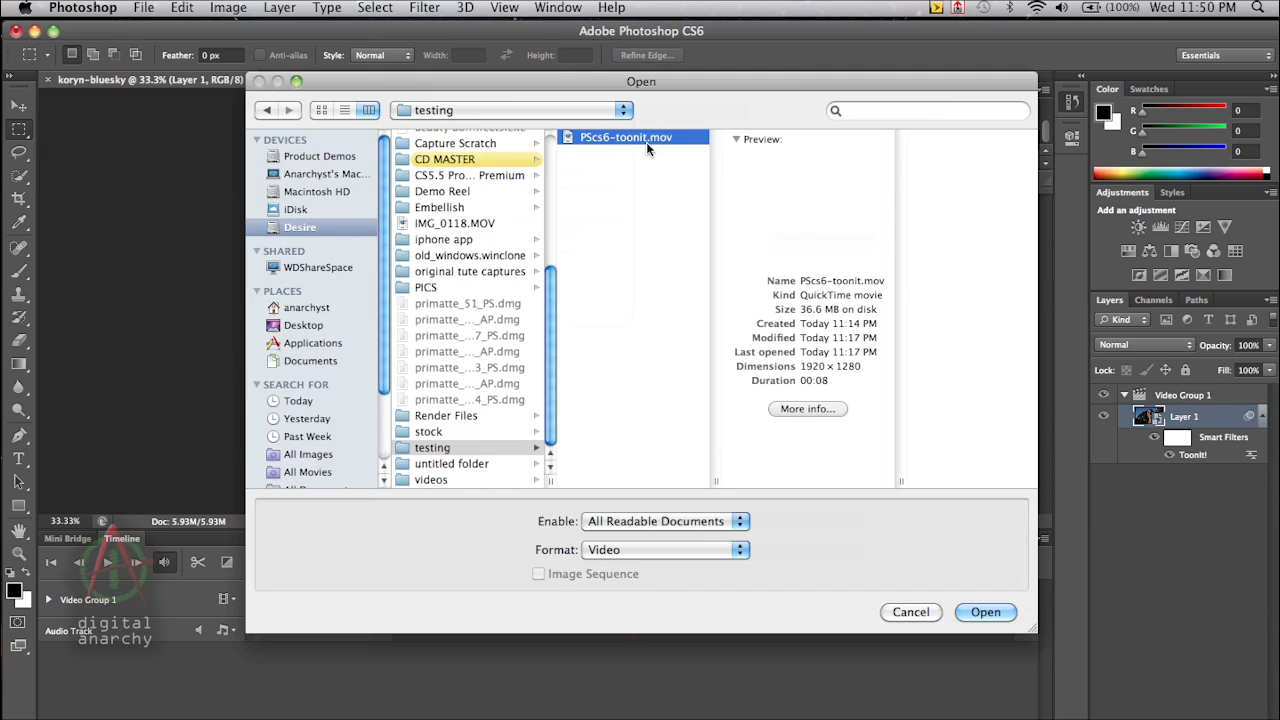 Photoshop File Edit Image Layer Type Select Filter 3D View Window Help (100%) Wed 11:50 PM
Adobe Photoshop CS6
Feather: 0 px Anti-alias Style: Normal Width: Height: Refine Edge... Essentials
koryn-bluesky @ 33.3% (Layer 1, RGB/8)
Open
testing
DEVICES
Product Demos
Anarchyst's Mac...
Macintosh HD
iDisk
Desire
SHARED
WDShareSpace
PLACES
anarchyst
Desktop
Applications
Documents
SEARCH FOR
Today
Yesterday
Past Week
All Images
All Movies
Capture Scratch
CD MASTER
CS5.5 Pro... Premium
Demo Reel
Embellish
IMG_0118.MOV
iphone app
old_windows.winclone
original tute captures
PICS
primatte_51_PS.dmg
primatte_..._AP.dmg
primatte_...7_PS.dmg
primatte_..._AP.dmg
primatte_...3_PS.dmg
primatte_..._AP.dmg
primatte_...4_PS.dmg
Render Files
stock
testing
untitled folder
videos
PScs6-toonit.mov
Preview:
Name PScs6-toonit.mov
Kind QuickTime movie
Size 36.6 MB on disk
Created Today 11:14 PM
Modified Today 11:17 PM
Last opened Today 11:17 PM
Dimensions 1920 × 1280
Duration 00:08
More info...
Enable: All Readable Documents
Format: Video
Image Sequence
Cancel Open
Color Swatches
R 0
G 0
B 0
Adjustments Styles
Add an adjustment
Layers Channels Paths
Kind
Normal Opacity: 100%
Lock: Fill: 100%
Video Group 1
Layer 1
Smart Filters
ToonIt!
33.33% Doc: 5.93M/5.93M
Mini Bridge Timeline
Video Group 1
Audio Track
digital
anarchy